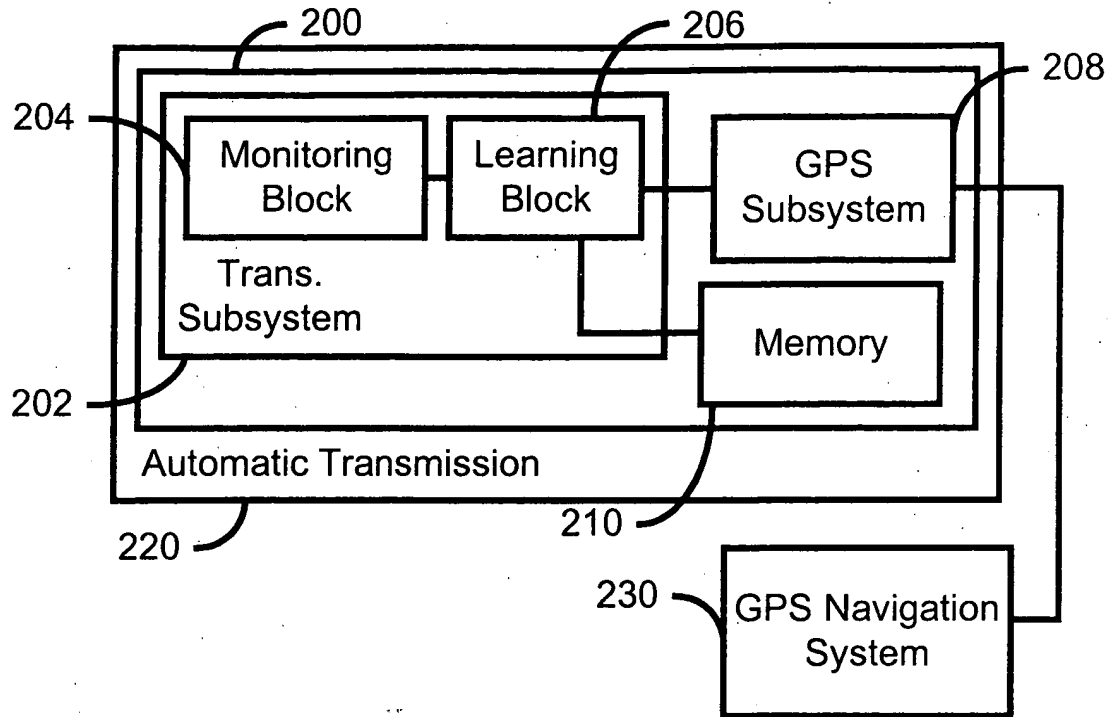 200
206
208
204
Monitoring
Block
Learning
Block
GPS
Subsystem
Trans.
Subsystem
Memory
202
Automatic Transmission
220
210
230
GPS Navigation
System